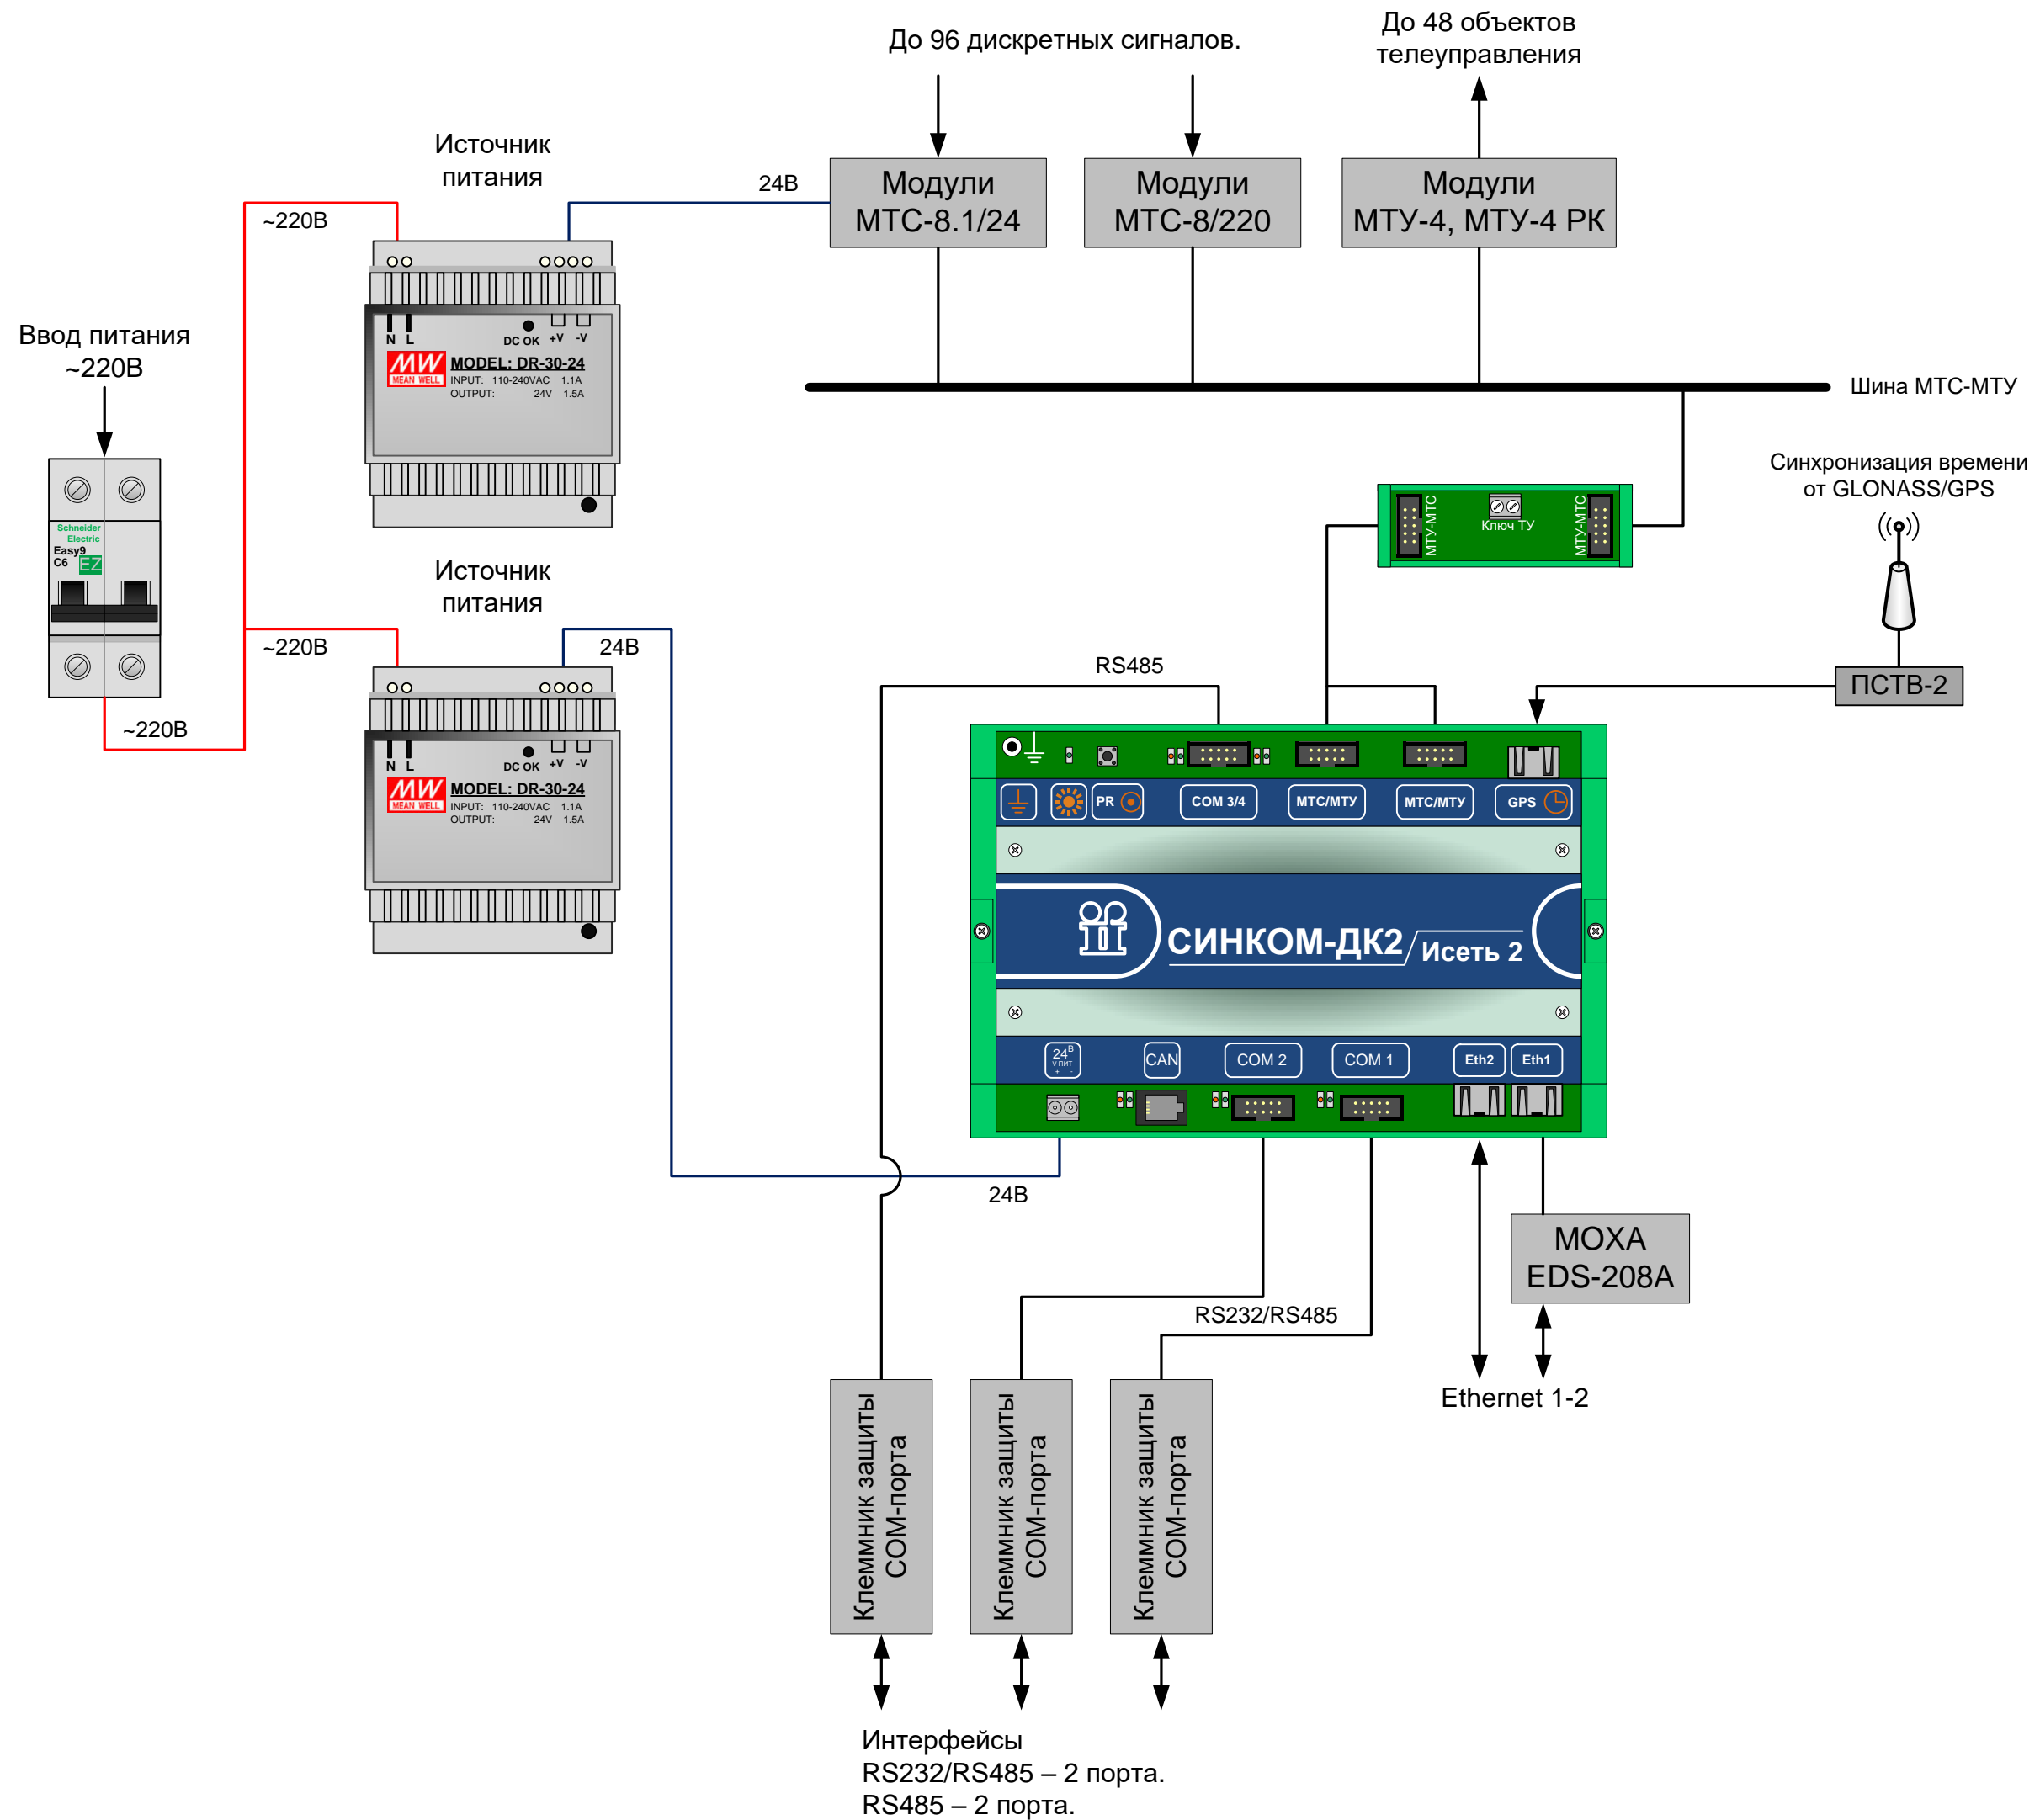 До 96 дискретных сигналов.
До 48 объектов
телеуправления
Источник
питания
24В
~220В
Модули
МТС-8.1/24
Модули
МТС-8/220
Модули
МТУ-4, МТУ-4 РК
Ввод питания
~220В
N L
DC OK +V -V
MW
MEAN WELL
MODEL: DR-30-24
INPUT: 110-240VAC 1.1A
OUTPUT: 24V 1.5A
Шина МТС-МТУ
Синхронизация времени
от GLONASS/GPS
МТУ-МТС
Ключ ТУ
МТУ-МТС
Schneider
Electric
Easy9
C6 EZ
Источник
питания
~220В
24В
~220В
RS485
ПСТВ-2
N L
DC OK +V -V
MW
MEAN WELL
MODEL: DR-30-24
INPUT: 110-240VAC 1.1A
OUTPUT: 24V 1.5A
PR
COM 3/4
МТС/МТУ
МТС/МТУ
GPS
СИНКОМ-ДК2/Исеть 2
24В
V ПИТ
+ -
CAN
COM 2
COM 1
Eth2
Eth1
24В
MOXA
EDS-208A
RS232/RS485
Ethernet 1-2
Клеммник защиты
COM-порта
Клеммник защиты
COM-порта
Клеммник защиты
COM-порта
Интерфейсы
RS232/RS485 – 2 порта.
RS485 – 2 порта.